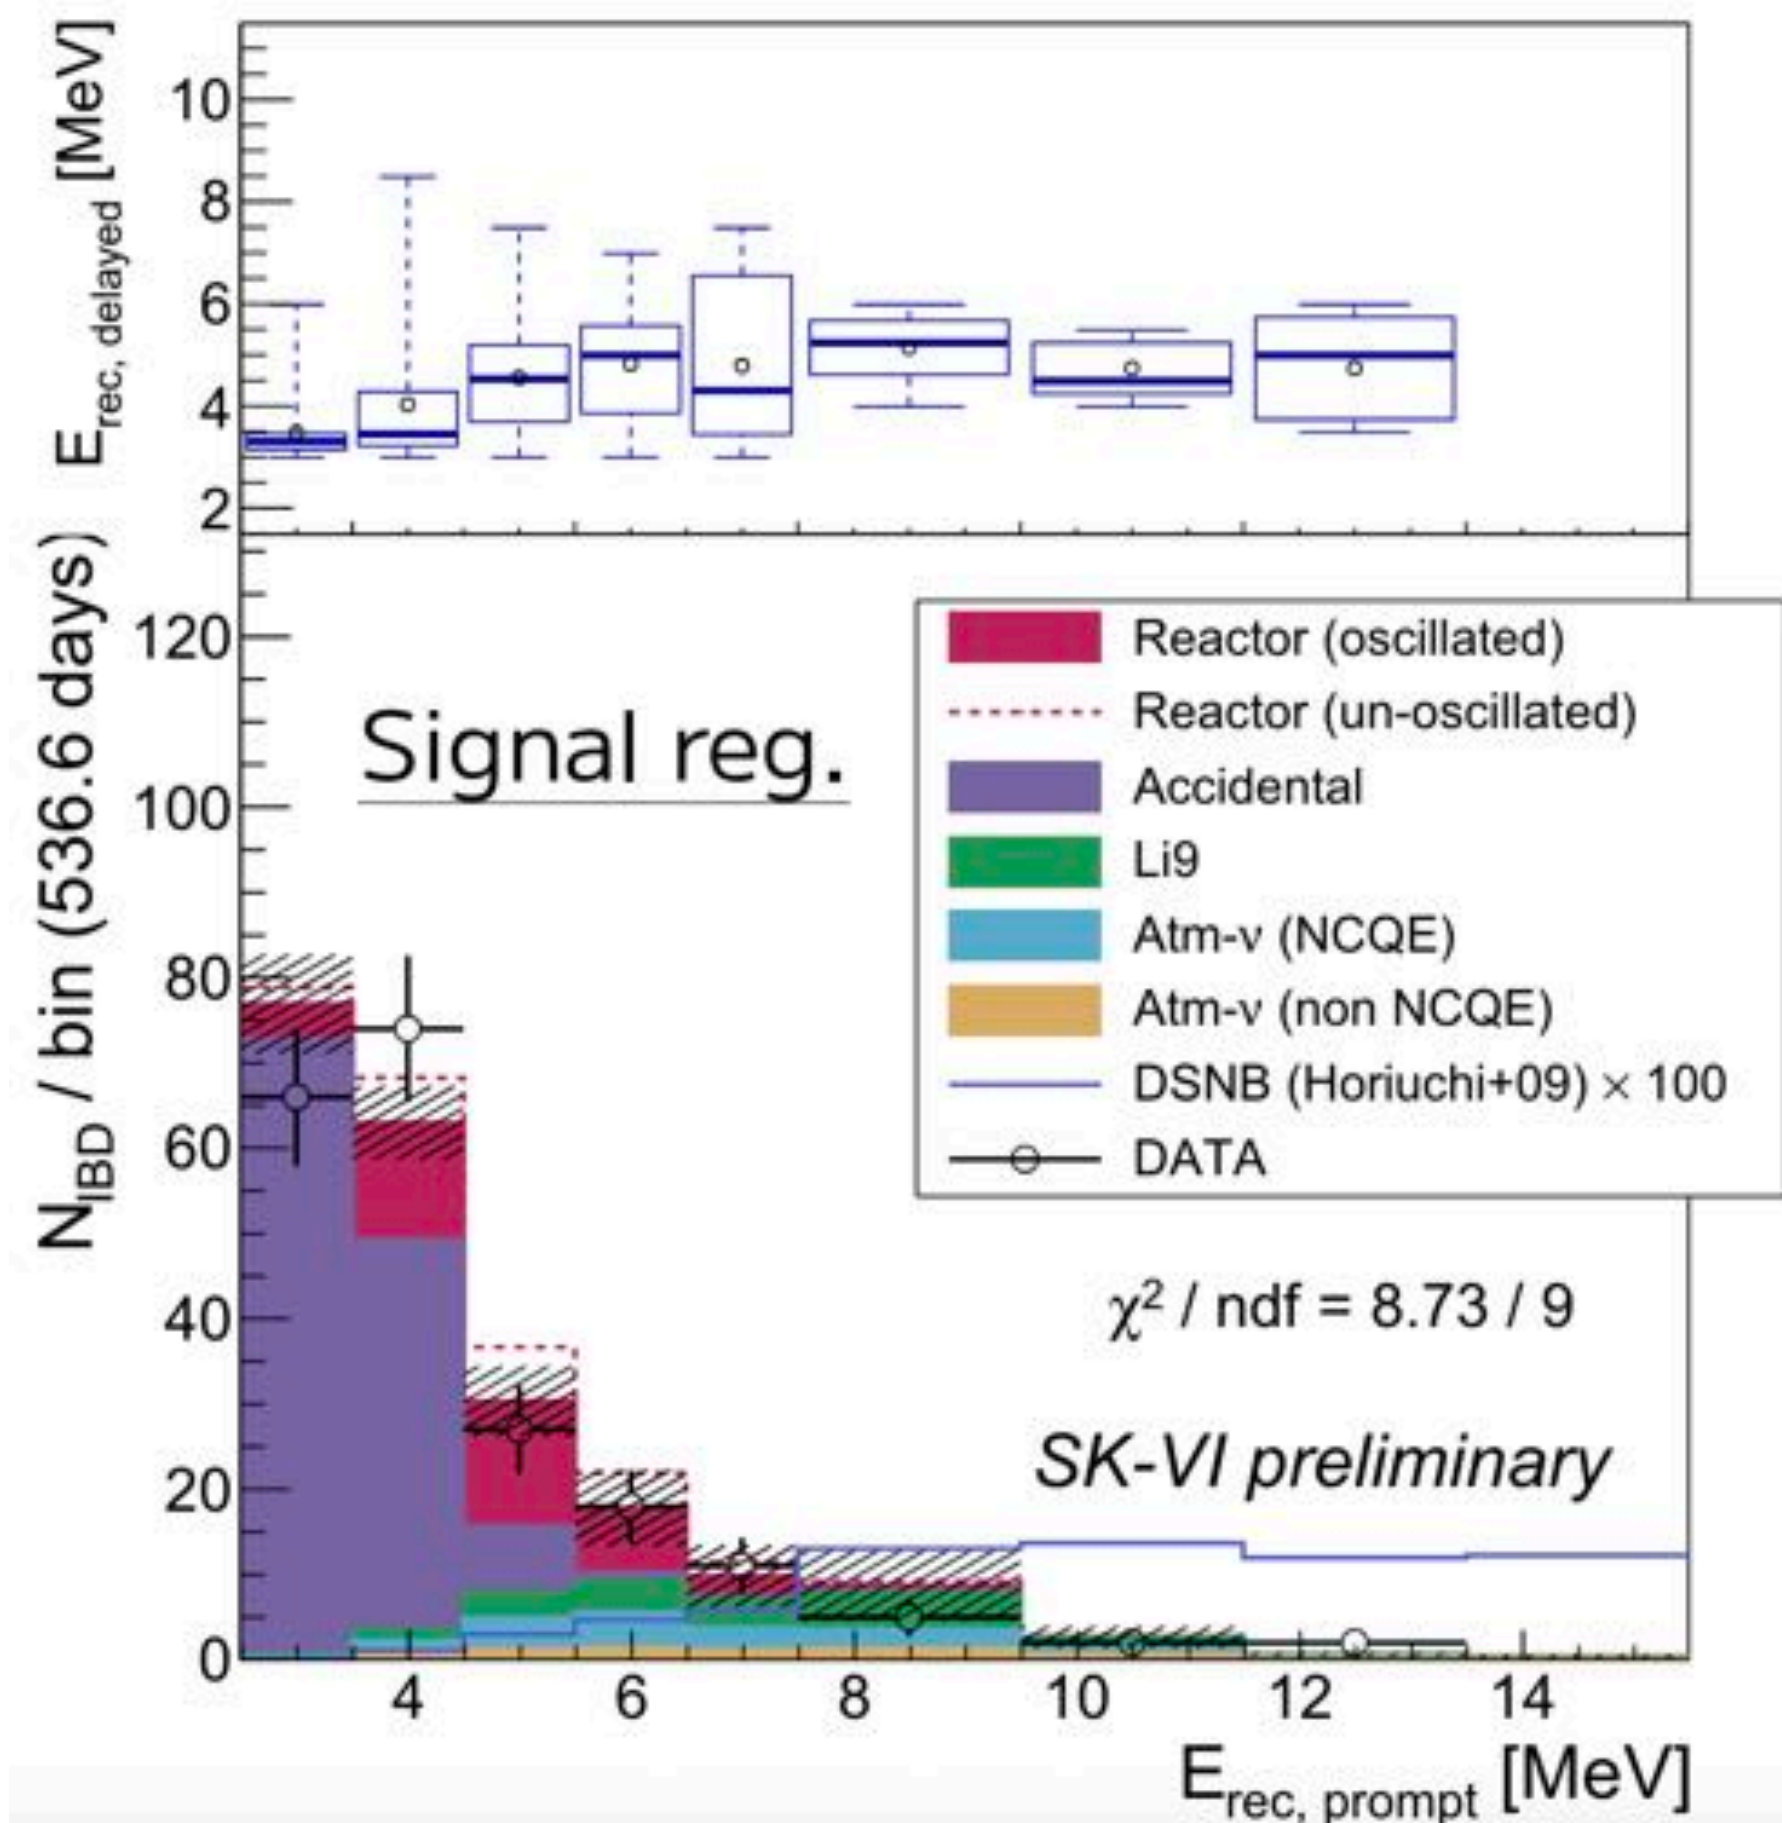 E_rec, delayed [MeV]
10
8
6
4
2
N_IBD / bin (536.6 days)
120
100
80
60
40
20
0
Signal reg.
Reactor (oscillated)
Reactor (un-oscillated)
Accidental
Li9
Atm-ν (NCQE)
Atm-ν (non NCQE)
DSNB (Horiuchi+09) × 100
DATA
χ² / ndf = 8.73 / 9
SK-VI preliminary
4 6 8 10 12 14
E_rec, prompt [MeV]